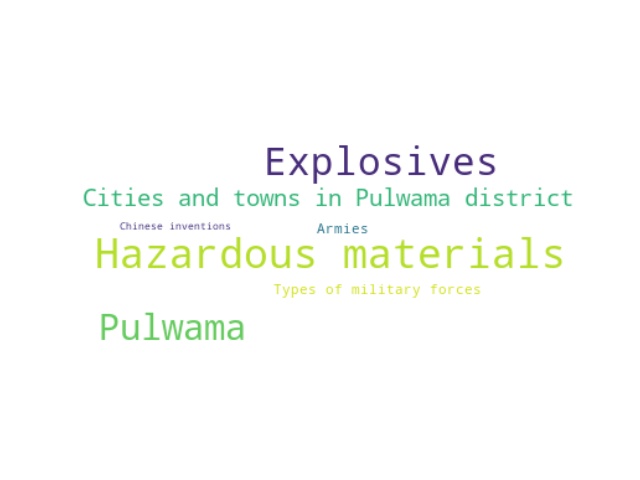 Explosives
Cities and towns in Pulwama district
Chinese inventions
Armies
Hazardous materials
Types of military forces
Pulwama